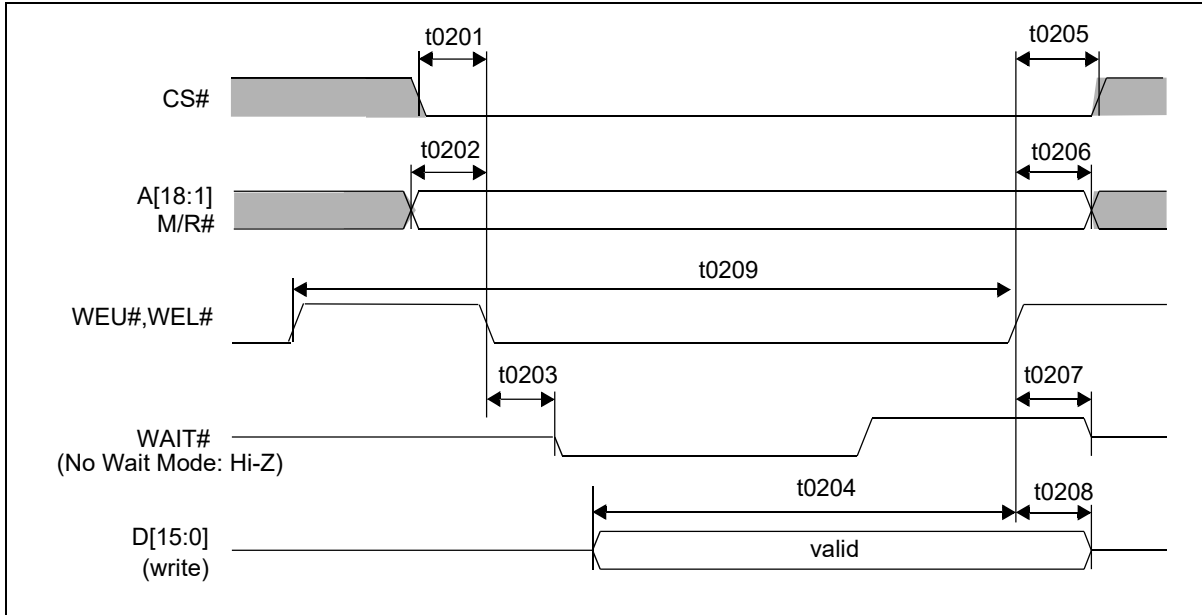 t0201
t0205
CS#
t0202
t0206
A[18:1]
M/R#
t0209
WEU#,WEL#
t0203
t0207
WAIT#
(No Wait Mode: Hi-Z)
t0204
t0208
D[15:0]
valid
(write)